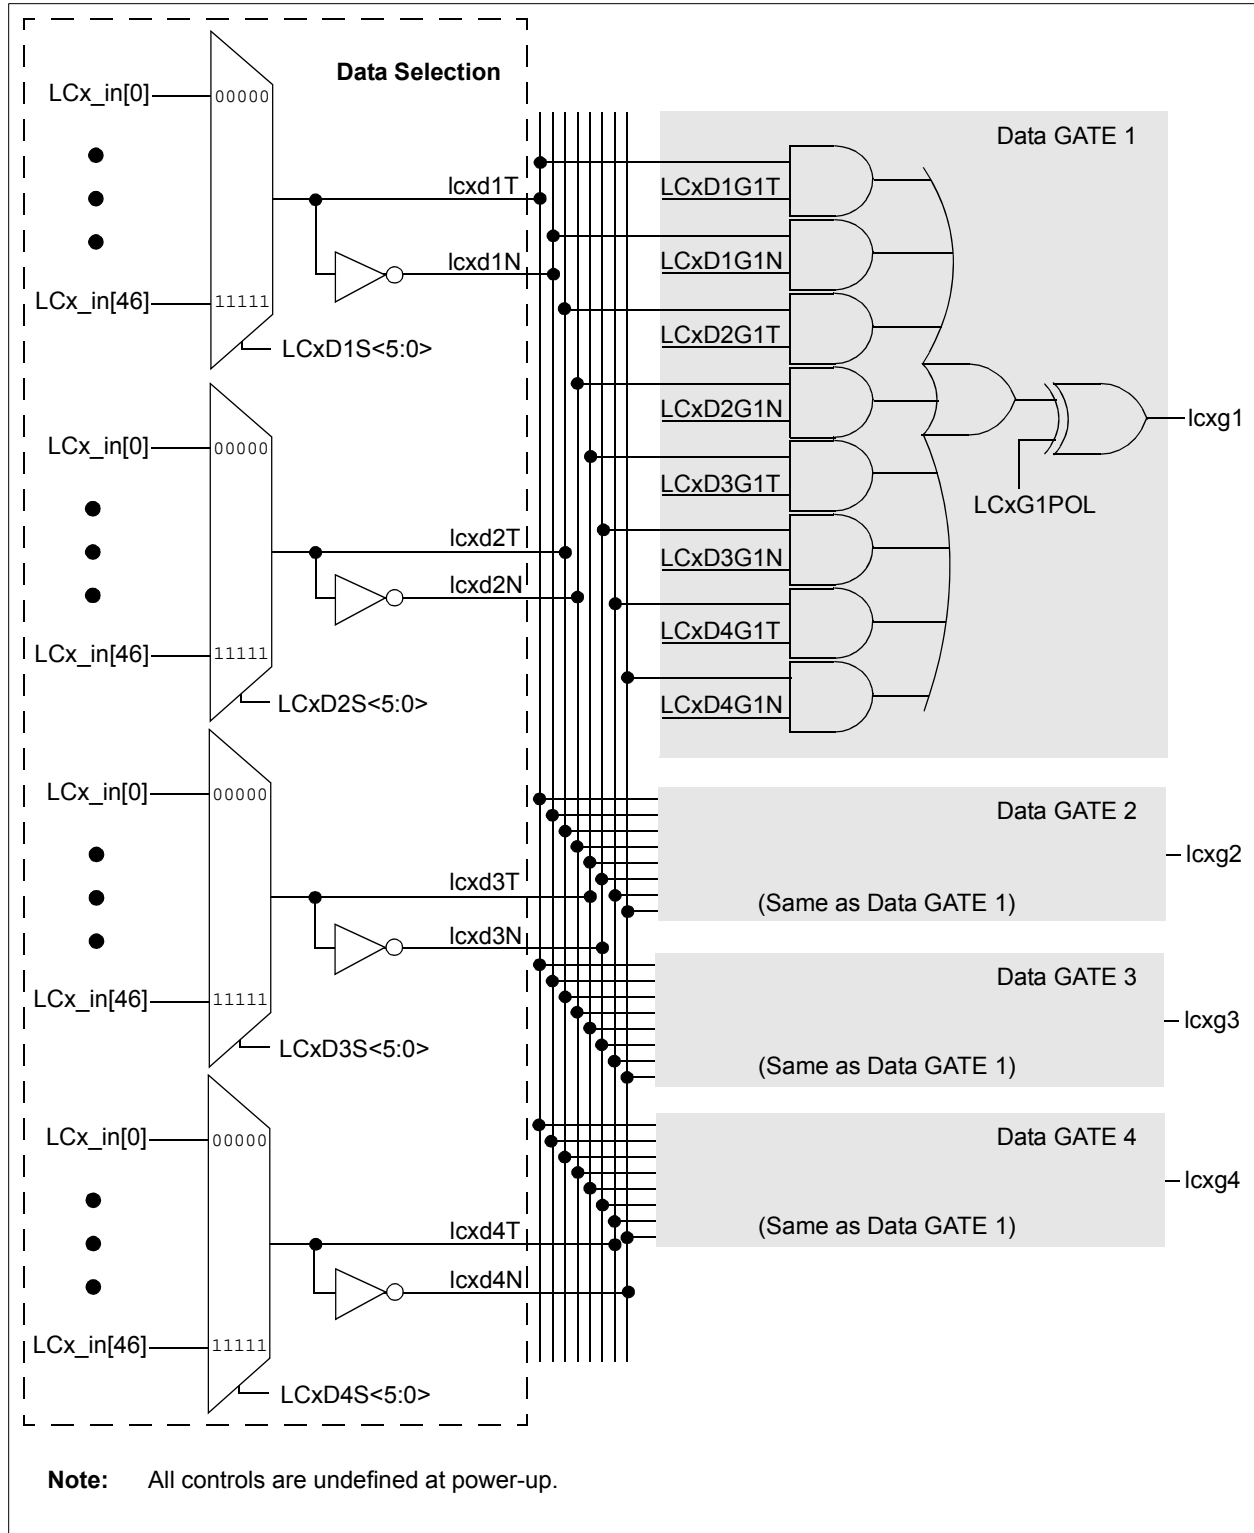 Data Selection
LCx_in[0]
00000
lcxd1T
lcxd1N
LCx_in[46]
11111
LCxD1S<5:0>
LCx_in[0]
00000
lcxd2T
lcxd2N
LCx_in[46]
11111
LCxD2S<5:0>
LCx_in[0]
00000
lcxd3T
lcxd3N
LCx_in[46]
11111
LCxD3S<5:0>
LCx_in[0]
00000
lcxd4T
lcxd4N
LCx_in[46]
11111
LCxD4S<5:0>
Data GATE 1
LCxD1G1T
LCxD1G1N
LCxD2G1T
LCxD2G1N
LCxD3G1T
LCxD3G1N
LCxD4G1T
LCxD4G1N
LCxG1POL
lcxg1
Data GATE 2
(Same as Data GATE 1)
lcxg2
Data GATE 3
(Same as Data GATE 1)
lcxg3
Data GATE 4
(Same as Data GATE 1)
lcxg4
Note: All controls are undefined at power-up.